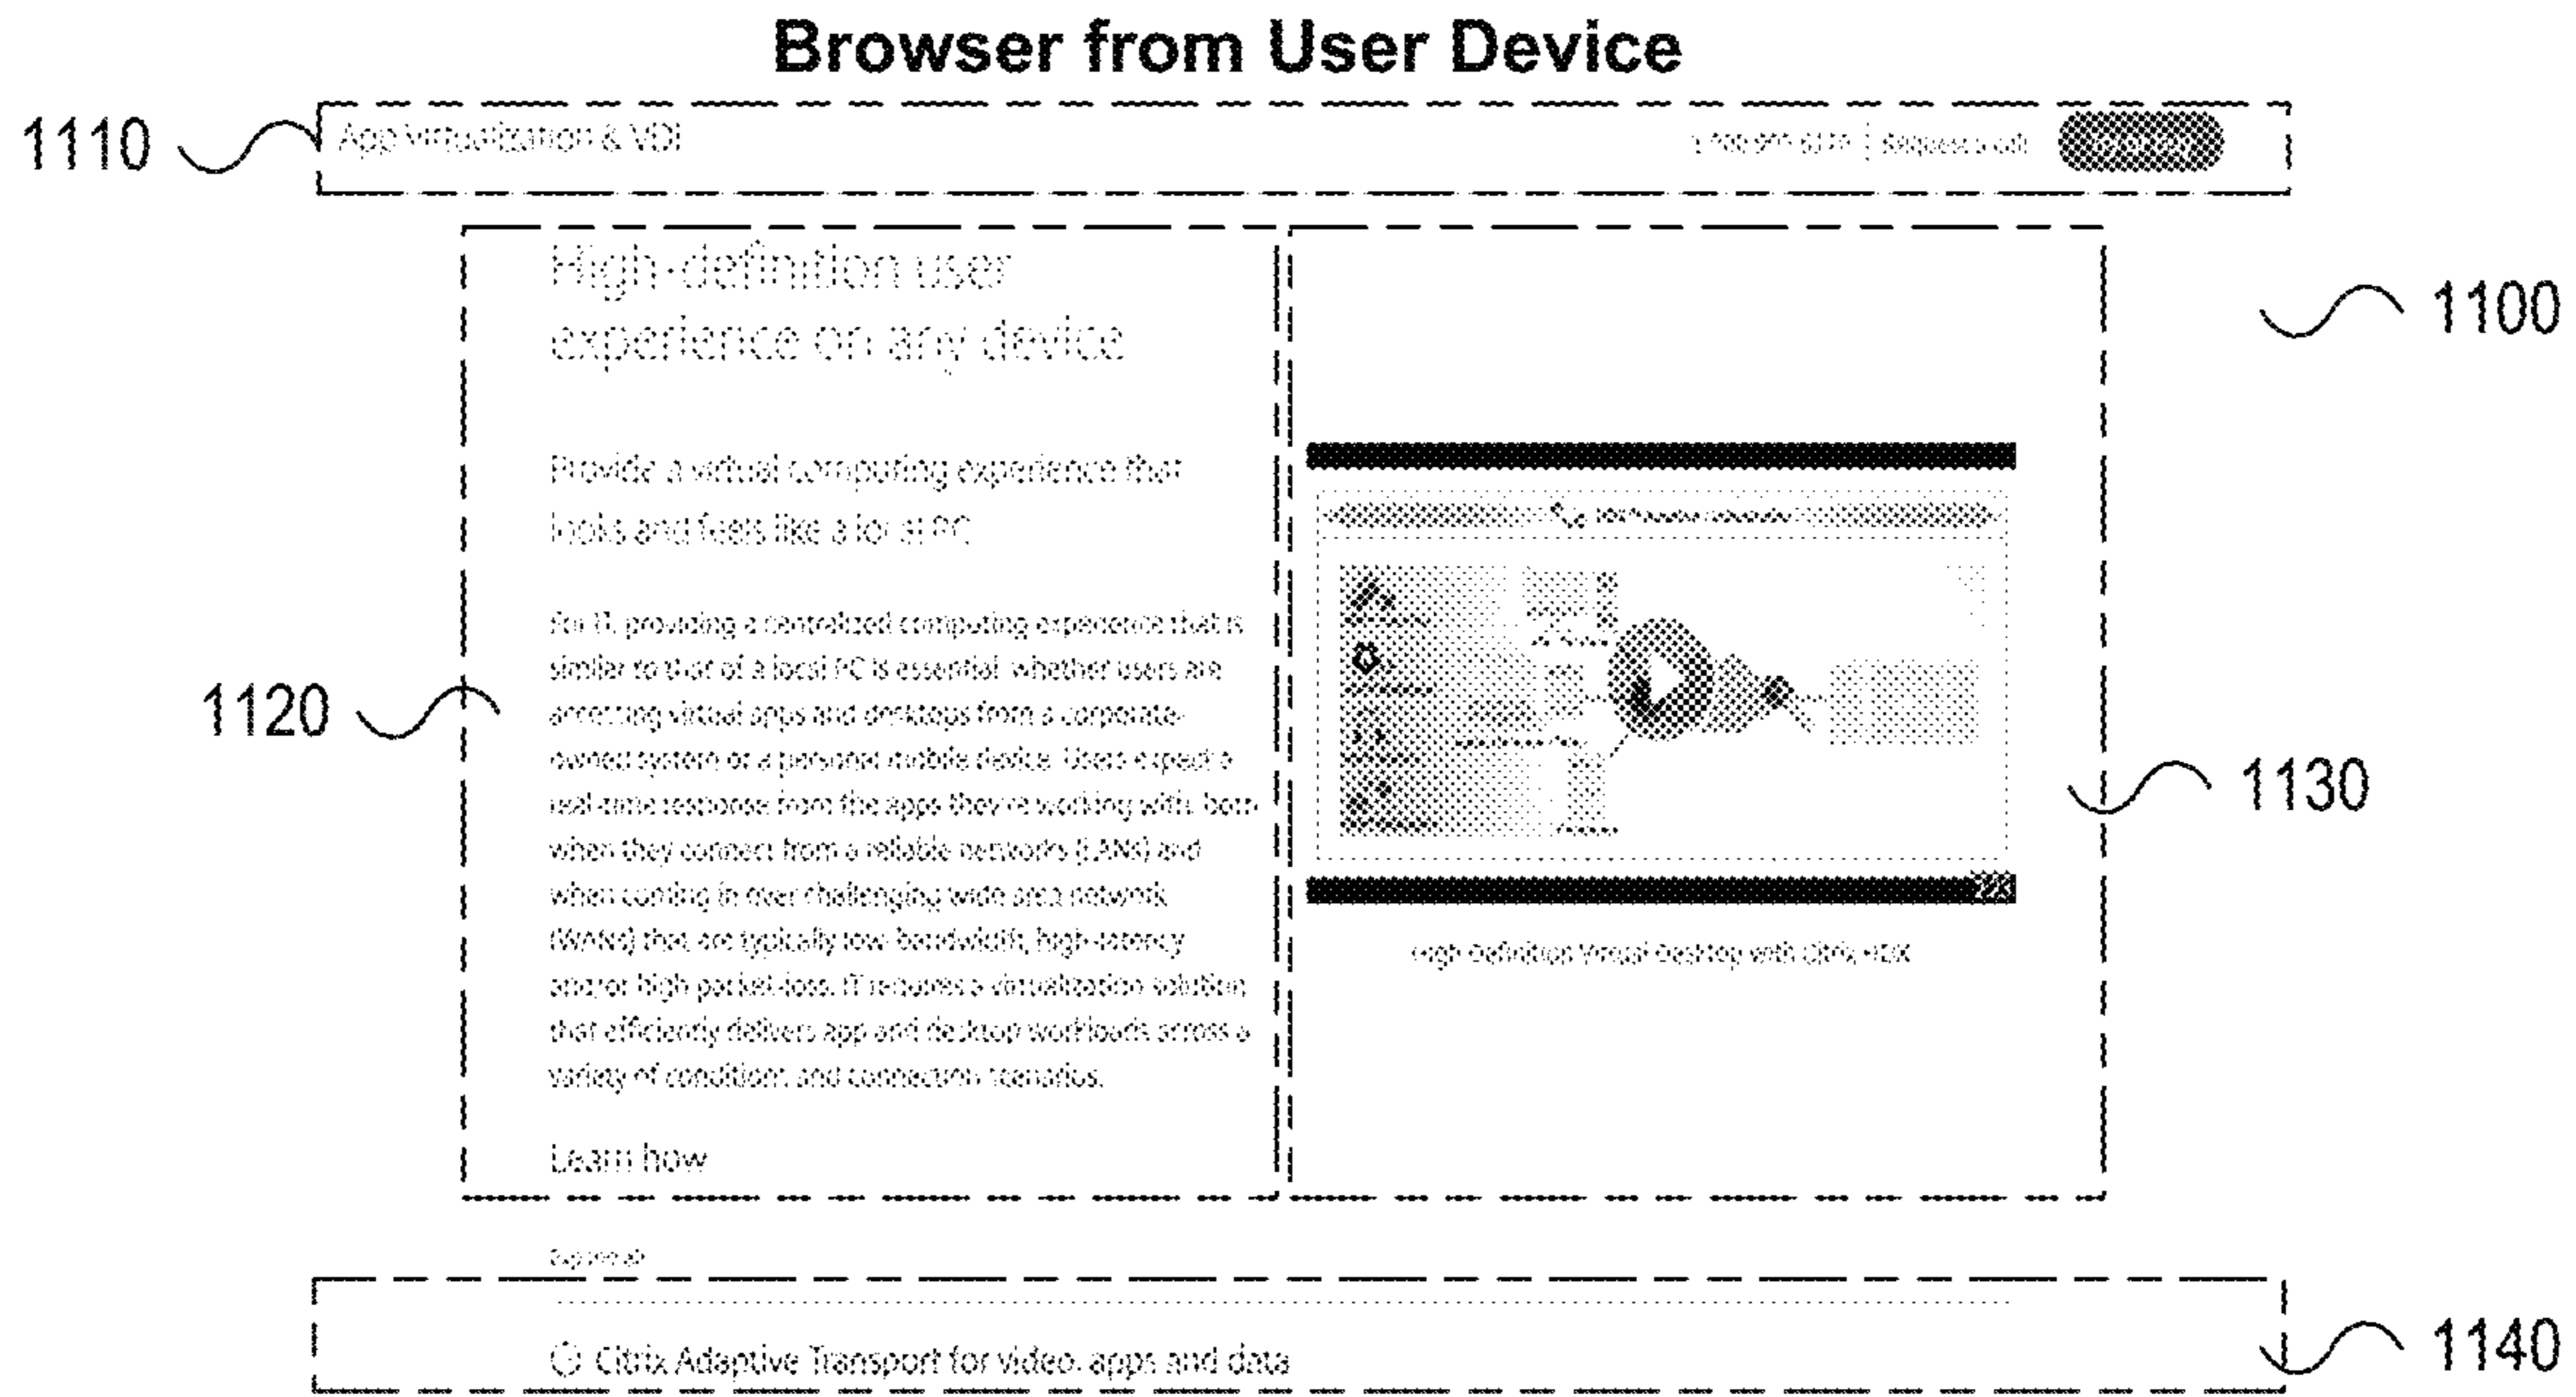 Browser from User Device
1110
App Virtualization & VDI
Request a call
High-definition user
experience on any device
1100
Provide a virtual computing experience that
looks and feels like a local PC
For IT, providing a centralized computing experience that is
similar to that of a local PC is essential, whether users are
accessing virtual apps and desktops from a corporate-
1120
owned system or a personal mobile device. Users expect a
real-time response from the apps they're working with, both
1130
when they connect from a reliable networks (LANs) and
when coming in over challenging wide area network
(WANs) that are typically low-bandwidth, high-latency
and/or high packet-loss. IT requires a virtualization solution
that efficiently delivers app and desktop workloads across a
variety of conditions and connection scenarios.
High Definition Virtual Desktop with Citrix HDX
Learn how
Expand all
Citrix Adaptive Transport for video, apps and data
1140